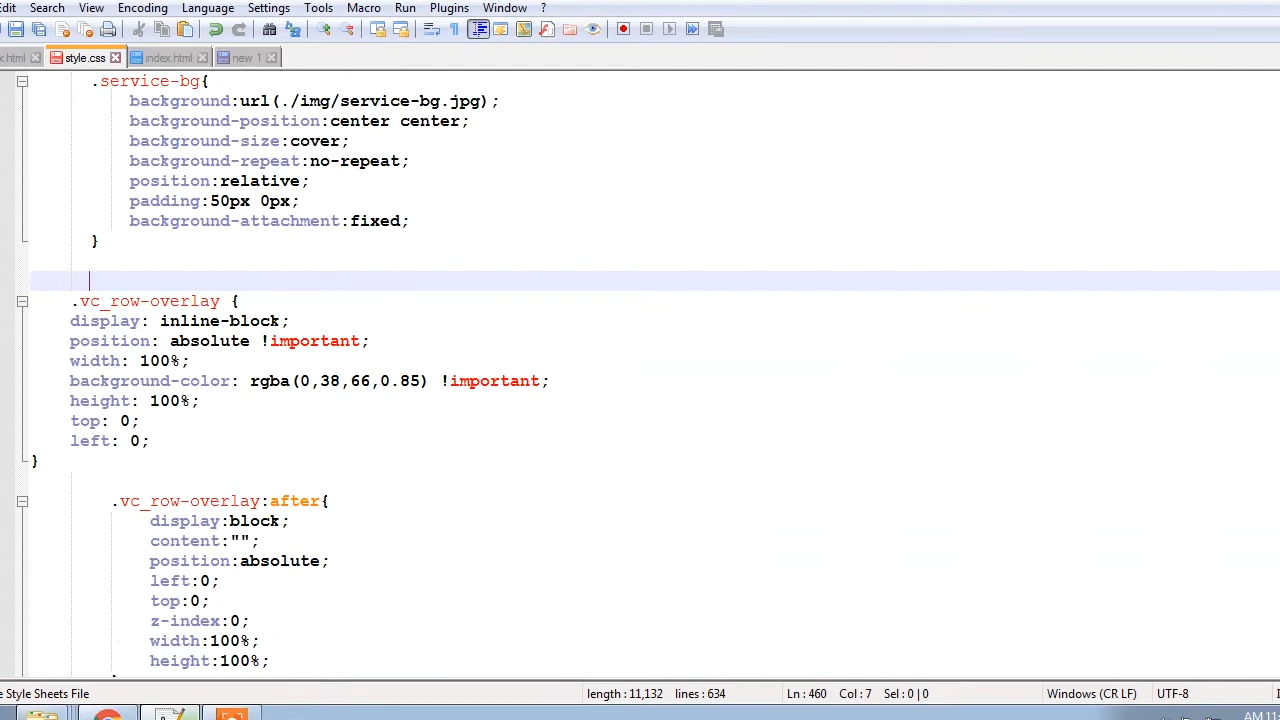 dit Search View Encoding Language Settings Tools Macro Run Plugins Window ?
x.html style.css index.html new 1
.service-bg{
background:url(./img/service-bg.jpg);
background-position:center center;
background-size:cover;
background-repeat:no-repeat;
position:relative;
padding:50px 0px;
background-attachment:fixed;
}
.vc_row-overlay {
display: inline-block;
position: absolute !important;
width: 100%;
background-color: rgba(0,38,66,0.85) !important;
height: 100%;
top: 0;
left: 0;
}
.vc_row-overlay:after{
display:block;
content:"";
position:absolute;
left:0;
top:0;
z-index:0;
width:100%;
height:100%;
e Style Sheets File length : 11,132 lines : 634 Ln : 460 Col : 7 Sel : 0 | 0 Windows (CR LF) UTF-8